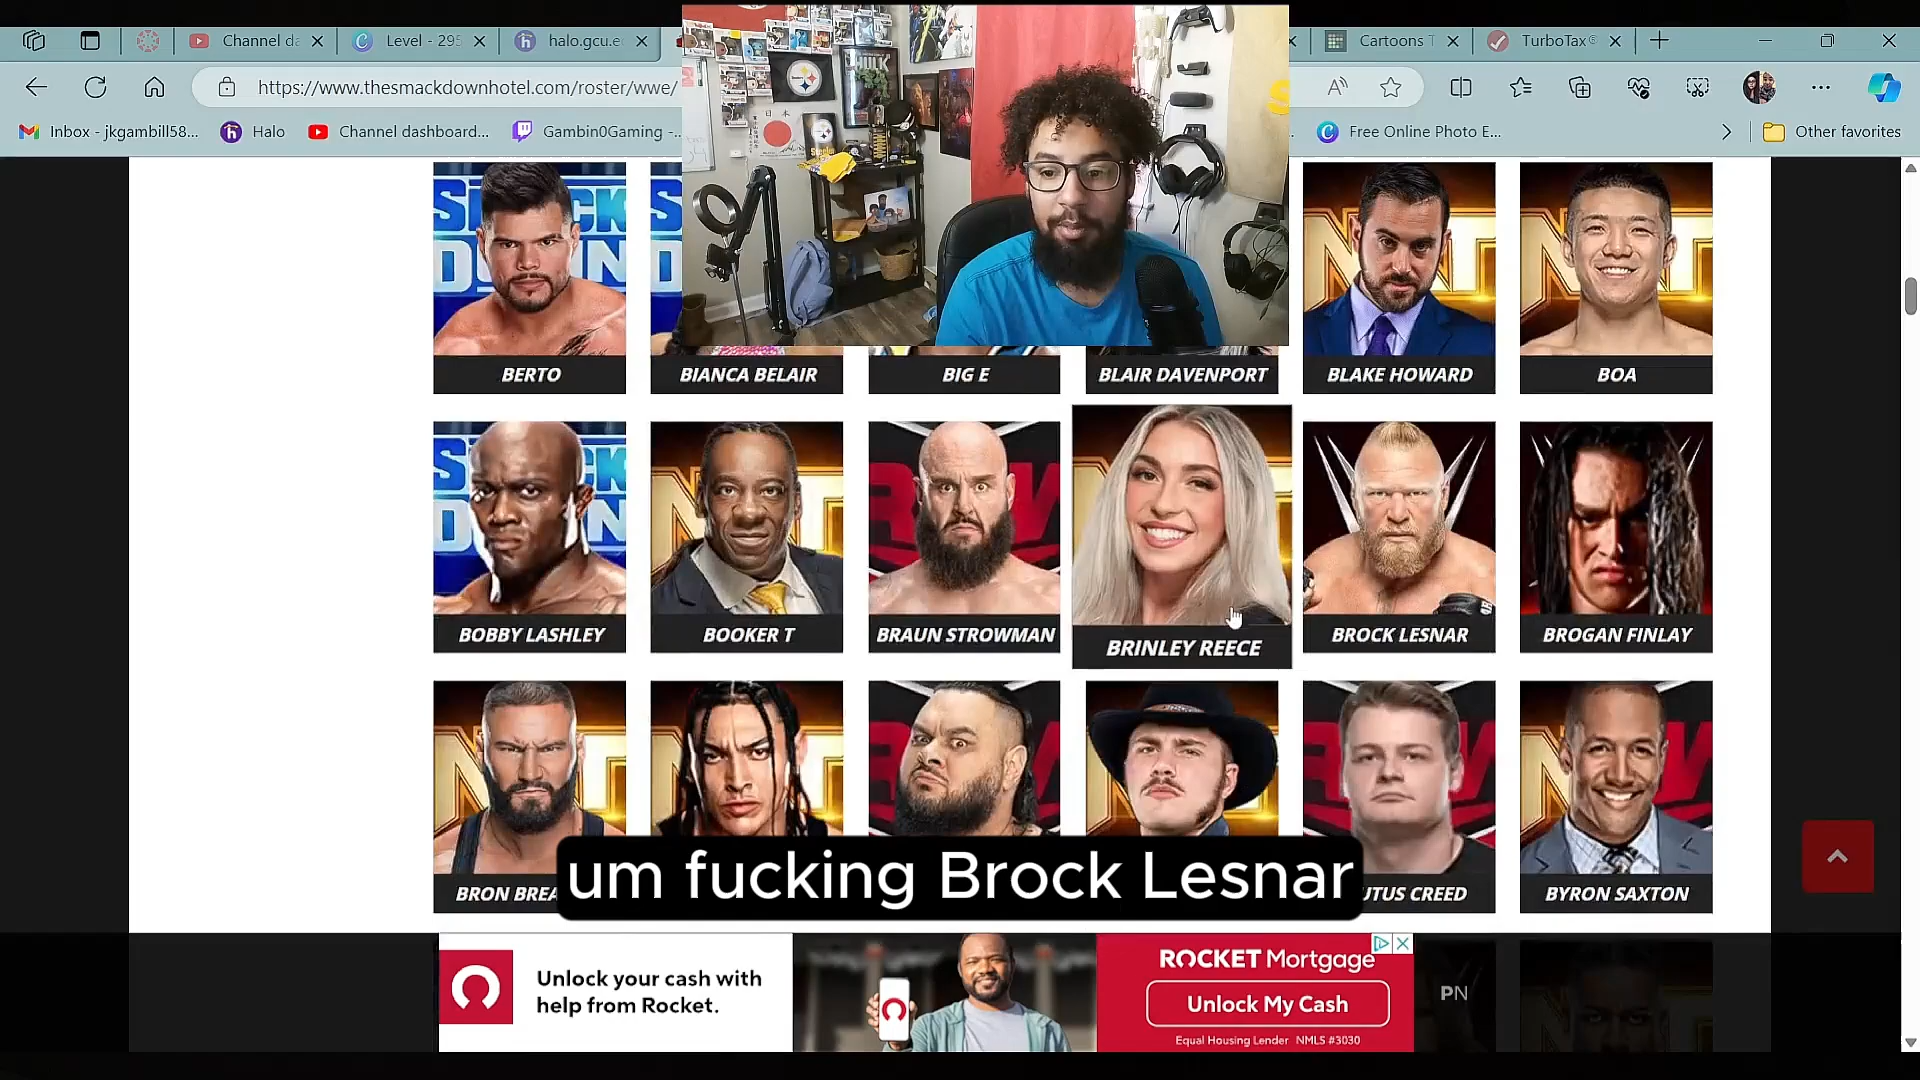 Channel da
Level - 295
halo.gcu.e
Cartoons T
TurboTax®
https://www.thesmackdownhotel.com/roster/wwe/
Inbox - jkgambill58...
Halo
Channel dashboard...
Gambin0Gaming -...
Free Online Photo E...
Other favorites
BERTO
BIANCA BELAIR
BIG E
BLAIR DAVENPORT
BLAKE HOWARD
BOA
BOBBY LASHLEY
BOOKER T
BRAUN STROWMAN
BRINLEY REECE
BROCK LESNAR
BROGAN FINLAY
BRON BREA
UTUS CREED
BYRON SAXTON
um fucking Brock Lesnar
Unlock your cash with
help from Rocket.
ROCKET Mortgage
Unlock My Cash
Equal Housing Lender NMLS #3030
PN